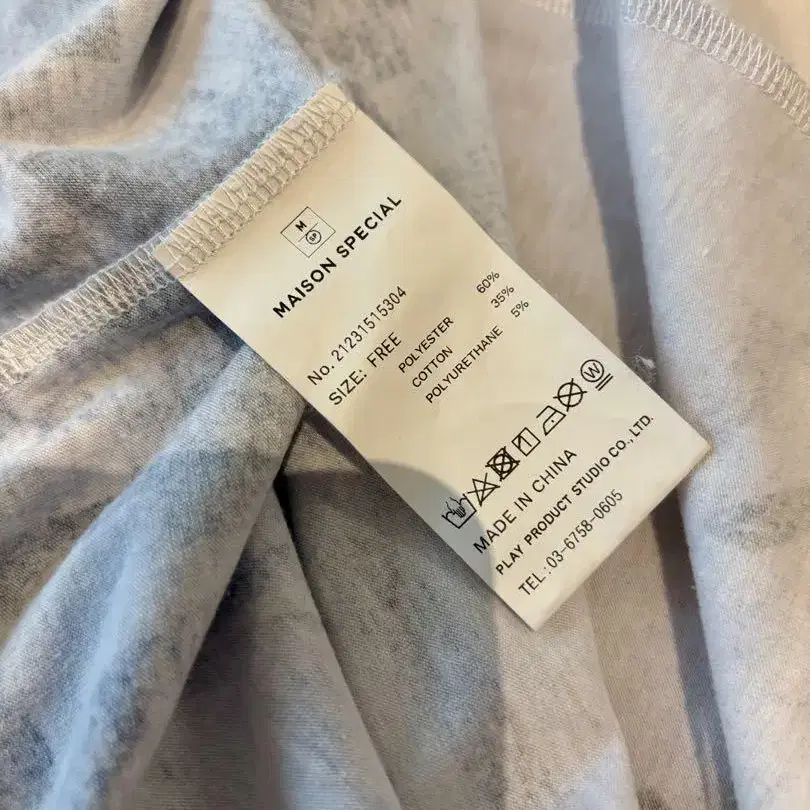 M
SP
MAISON SPECIAL
No. 21231515304
SIZE: FREE
POLYESTER 60%
COTTON 35%
POLYURETHANE 5%
W
MADE IN CHINA
PLAY PRODUCT STUDIO CO., LTD.
TEL : 03-6758-0605